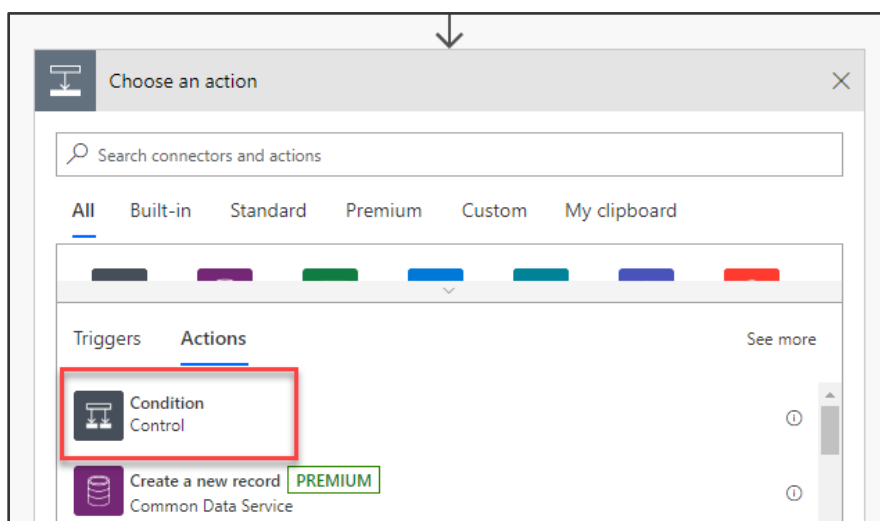 Choose an action
Search connectors and actions
All Built-in Standard Premium Custom My clipboard
Triggers Actions See more
Condition
Control
Create a new record PREMIUM
Common Data Service